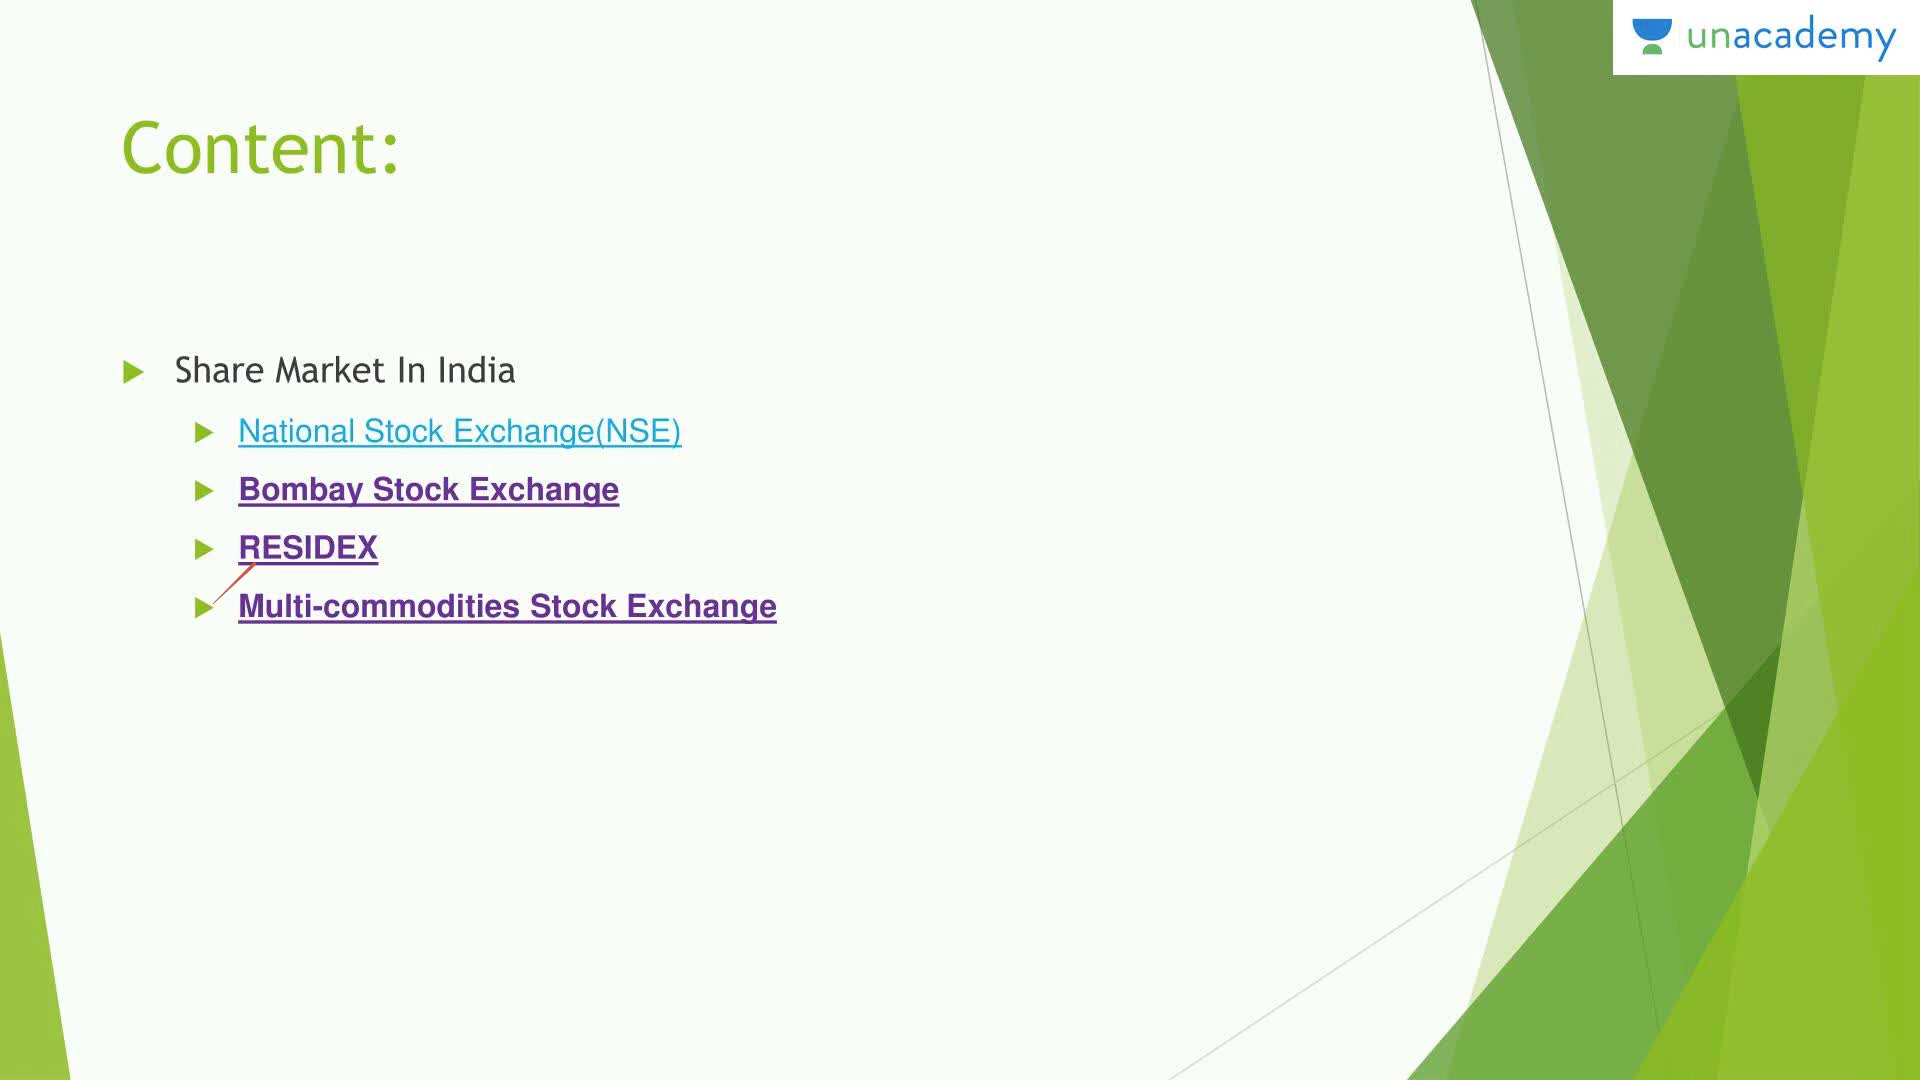 unacademy
Content:
Share Market In India
National Stock Exchange(NSE)
Bombay Stock Exchange
RESIDEX
Multi-commodities Stock Exchange